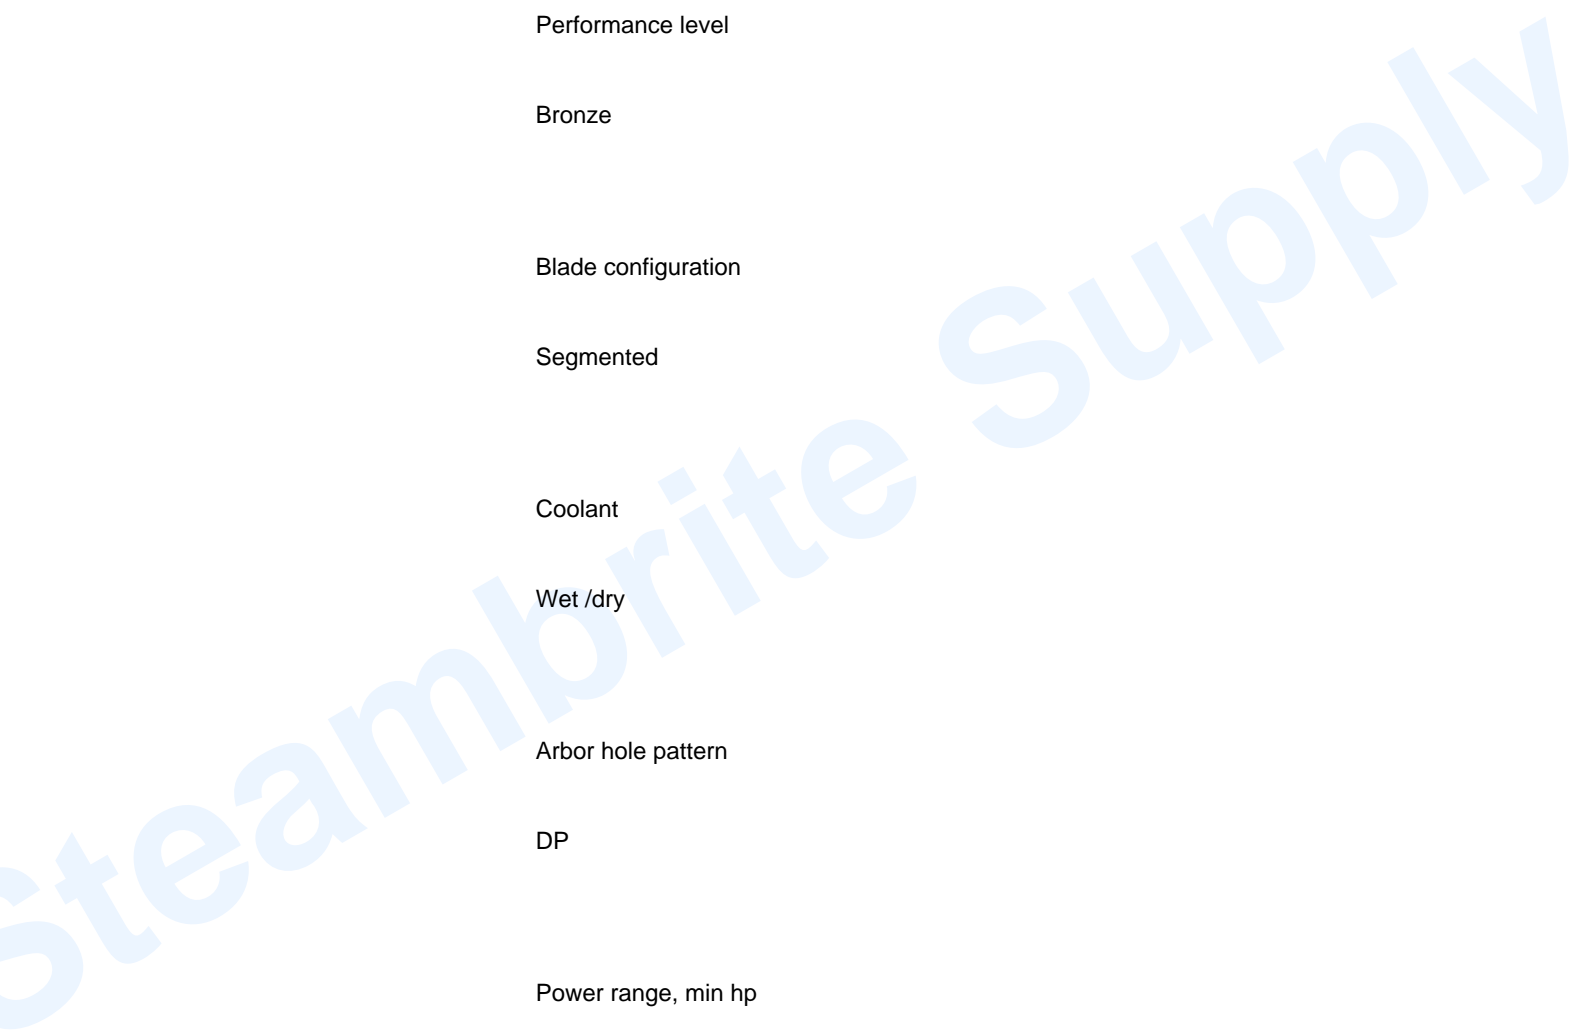 Performance level
Bronze
Blade configuration
Segmented
Coolant
Wet /dry
Arbor hole pattern
DP
Power range, min hp
Steambrite Supply